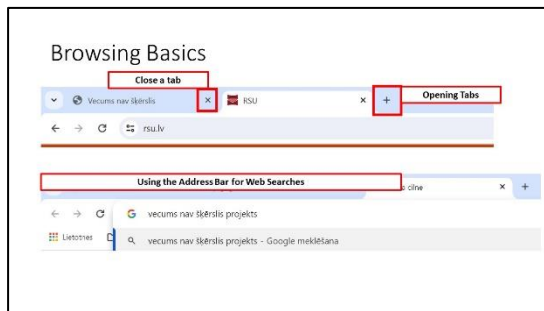 Browsing Basics
Close a tab
Vecums nav šķērslis
RSU
Opening Tabs
rsu.lv
Using the Address Bar for Web Searches
cilne
vecums nav šķērslis projekts
Lietotnes
vecums nav šķērslis projekts - Google meklēšana